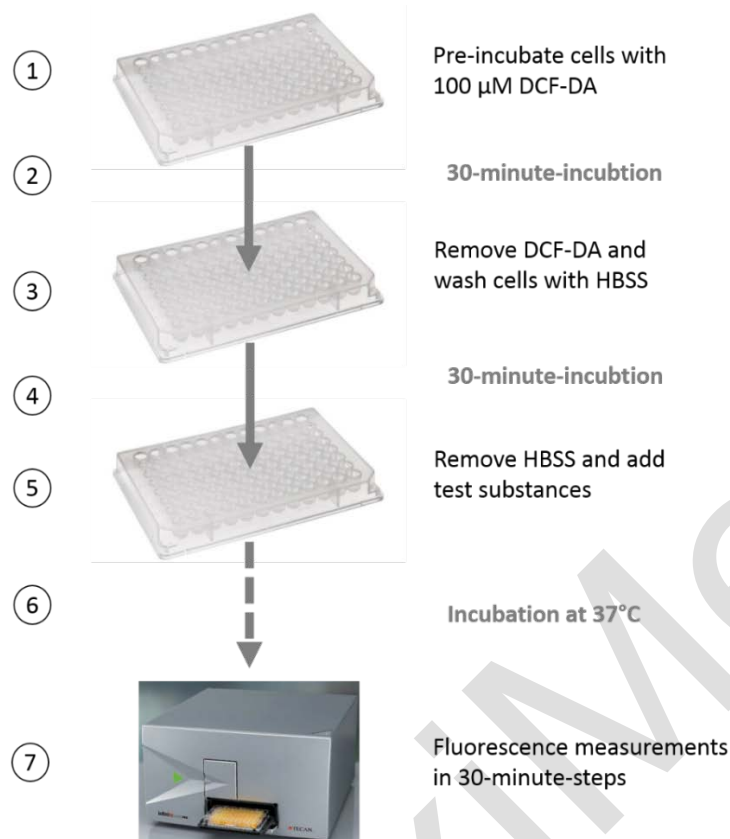 1
Pre-incubate cells with
100 µM DCF-DA
2
30-minute-incubtion
3
Remove DCF-DA and
wash cells with HBSS
4
30-minute-incubtion
5
Remove HBSS and add
test substances
6
Incubation at 37°C
7
Fluorescence measurements
in 30-minute-steps
TECAN